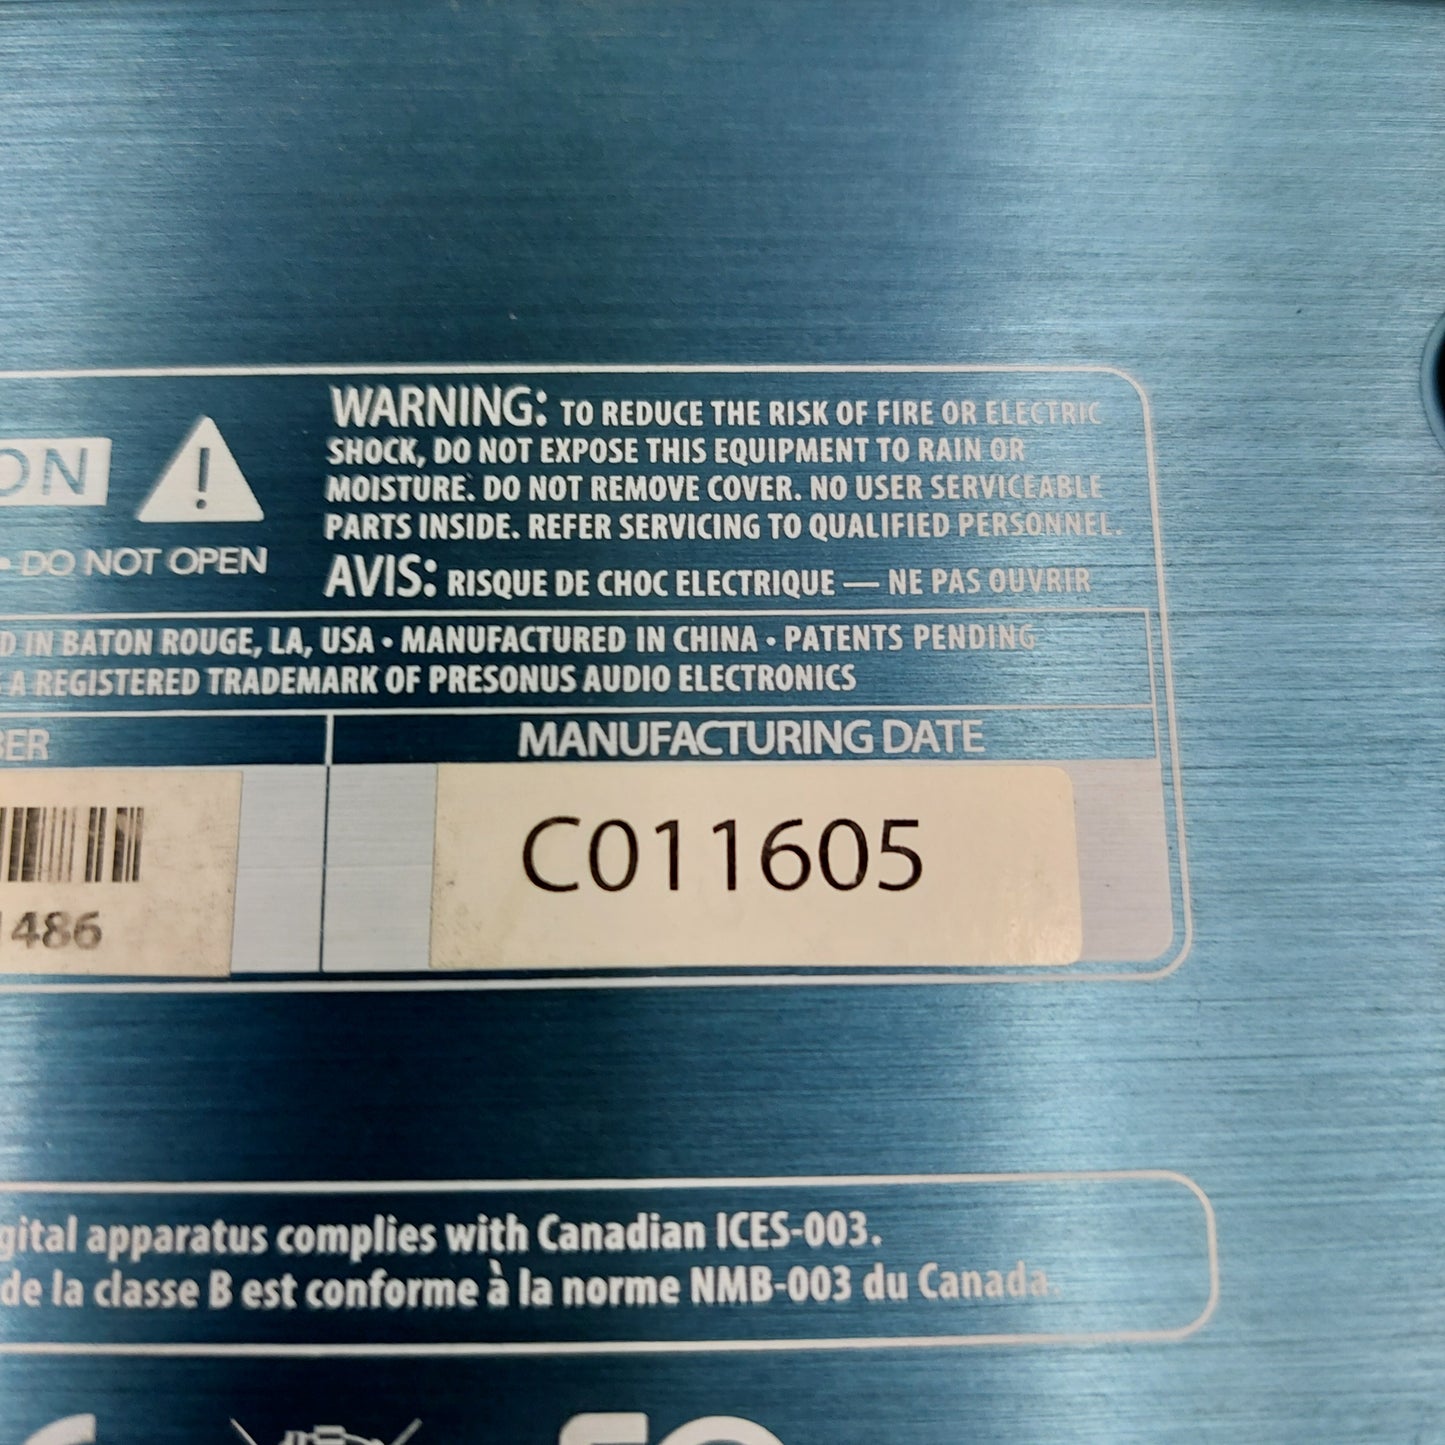 WARNING: TO REDUCE THE RISK OF FIRE OR ELECTRIC
SHOCK, DO NOT EXPOSE THIS EQUIPMENT TO RAIN OR
MOISTURE. DO NOT REMOVE COVER. NO USER SERVICEABLE
PARTS INSIDE. REFER SERVICING TO QUALIFIED PERSONNEL.
ON !
• DO NOT OPEN
AVIS: RISQUE DE CHOC ELECTRIQUE — NE PAS OUVRIR
D IN BATON ROUGE, LA, USA • MANUFACTURED IN CHINA • PATENTS PENDING
A REGISTERED TRADEMARK OF PRESONUS AUDIO ELECTRONICS
BER
MANUFACTURING DATE
1486
C011605
gital apparatus complies with Canadian ICES-003.
de la classe B est conforme à la norme NMB-003 du Canada.